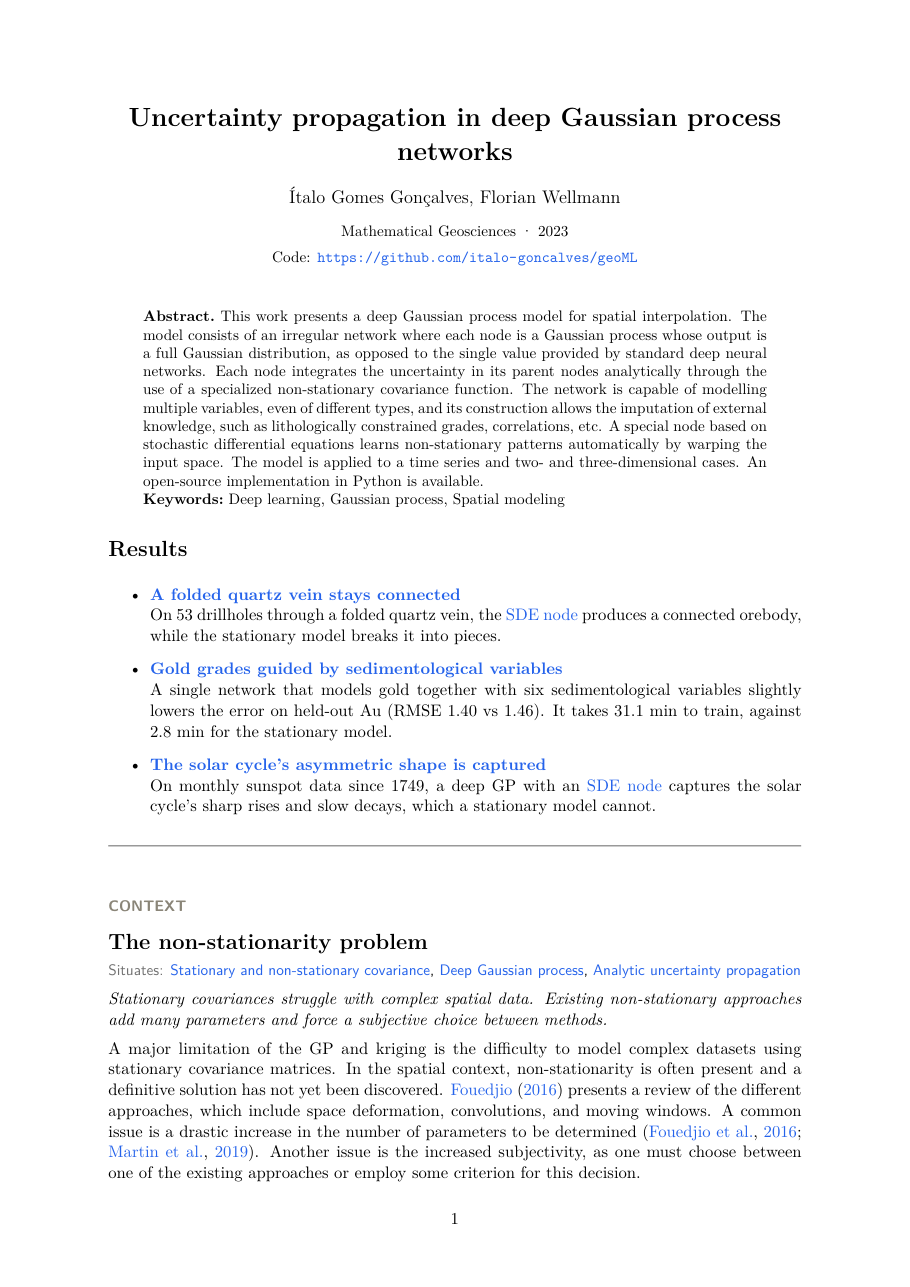 Uncertainty propagation in deep Gaussian process
networks
Ítalo Gomes Gonçalves, Florian Wellmann
Mathematical Geosciences · 2023
Code: https://github.com/italo-goncalves/geoML
Abstract. This work presents a deep Gaussian process model for spatial interpolation. The
model consists of an irregular network where each node is a Gaussian process whose output is
a full Gaussian distribution, as opposed to the single value provided by standard deep neural
networks. Each node integrates the uncertainty in its parent nodes analytically through the
use of a specialized non-stationary covariance function. The network is capable of modelling
multiple variables, even of different types, and its construction allows the imputation of external
knowledge, such as lithologically constrained grades, correlations, etc. A special node based on
stochastic differential equations learns non-stationary patterns automatically by warping the
input space. The model is applied to a time series and two- and three-dimensional cases. An
open-source implementation in Python is available.
Keywords: Deep learning, Gaussian process, Spatial modeling
Results
• A folded quartz vein stays connected
On 53 drillholes through a folded quartz vein, the SDE node produces a connected orebody,
while the stationary model breaks it into pieces.
• Gold grades guided by sedimentological variables
A single network that models gold together with six sedimentological variables slightly
lowers the error on held-out Au (RMSE 1.40 vs 1.46). It takes 31.1 min to train, against
2.8 min for the stationary model.
• The solar cycle's asymmetric shape is captured
On monthly sunspot data since 1749, a deep GP with an SDE node captures the solar
cycle's sharp rises and slow decays, which a stationary model cannot.
CONTEXT
The non-stationarity problem
Situates: Stationary and non-stationary covariance, Deep Gaussian process, Analytic uncertainty propagation
Stationary covariances struggle with complex spatial data. Existing non-stationary approaches
add many parameters and force a subjective choice between methods.
A major limitation of the GP and kriging is the difficulty to model complex datasets using
stationary covariance matrices. In the spatial context, non-stationarity is often present and a
definitive solution has not yet been discovered. Fouedjio (2016) presents a review of the different
approaches, which include space deformation, convolutions, and moving windows. A common
issue is a drastic increase in the number of parameters to be determined (Fouedjio et al., 2016;
Martin et al., 2019). Another issue is the increased subjectivity, as one must choose between
one of the existing approaches or employ some criterion for this decision.
1